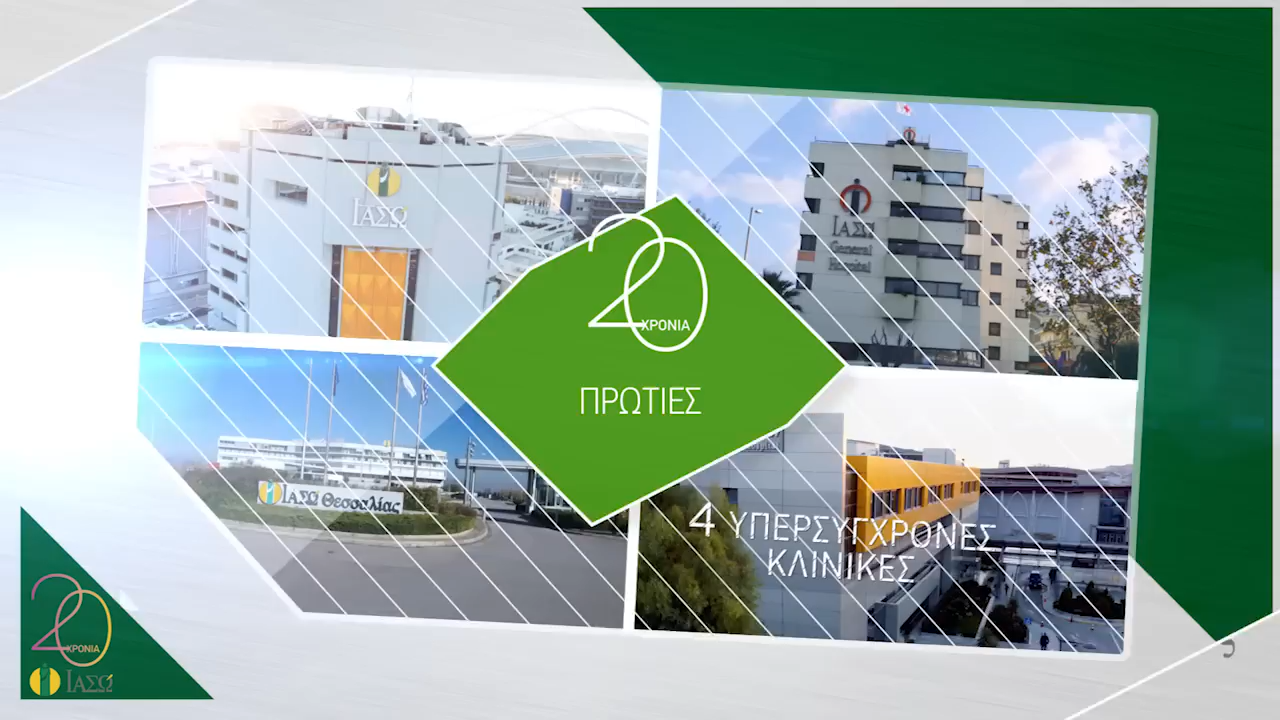 ΙΑΣΩ
ΙΑΣΩ
General
Hospital
20
ΧΡΟΝΙΑ
ΠΡΩΤΙΕΣ
ΙΑΣΩ Θεσσαλίας
4 ΥΠΕΡΣΥΓΧΡΟΝΕΣ
ΚΛΙΝΙΚΕΣ
20
ΧΡΟΝΙΑ
ΙΑΣΩ